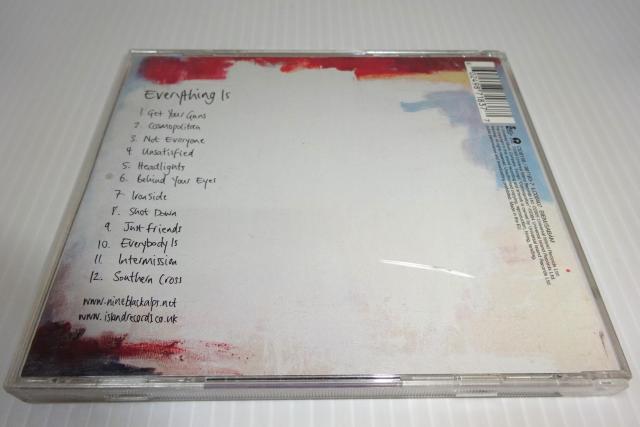 Everything Is
1 Get Your Guns
2. Cosmopolitan
3. Not Everyone
4. Unsatisfied
5. Headlights
6. Behind Your Eyes
7. Ironside
8. Shot Down
9. Just Friends
10. Everybody Is
11. Intermission
12. Southern Cross
www.nineblackalps.net
www.islandrecords.co.uk